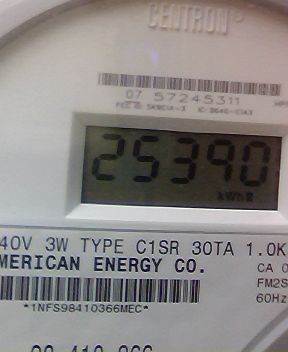 CENTRON
07 57245311
25390
kWh
40V 3W TYPE C1SR 30TA 1.0K
MERICAN ENERGY CO.
CA 0
FM2S
60Hz
*1NFS98410366MEC*